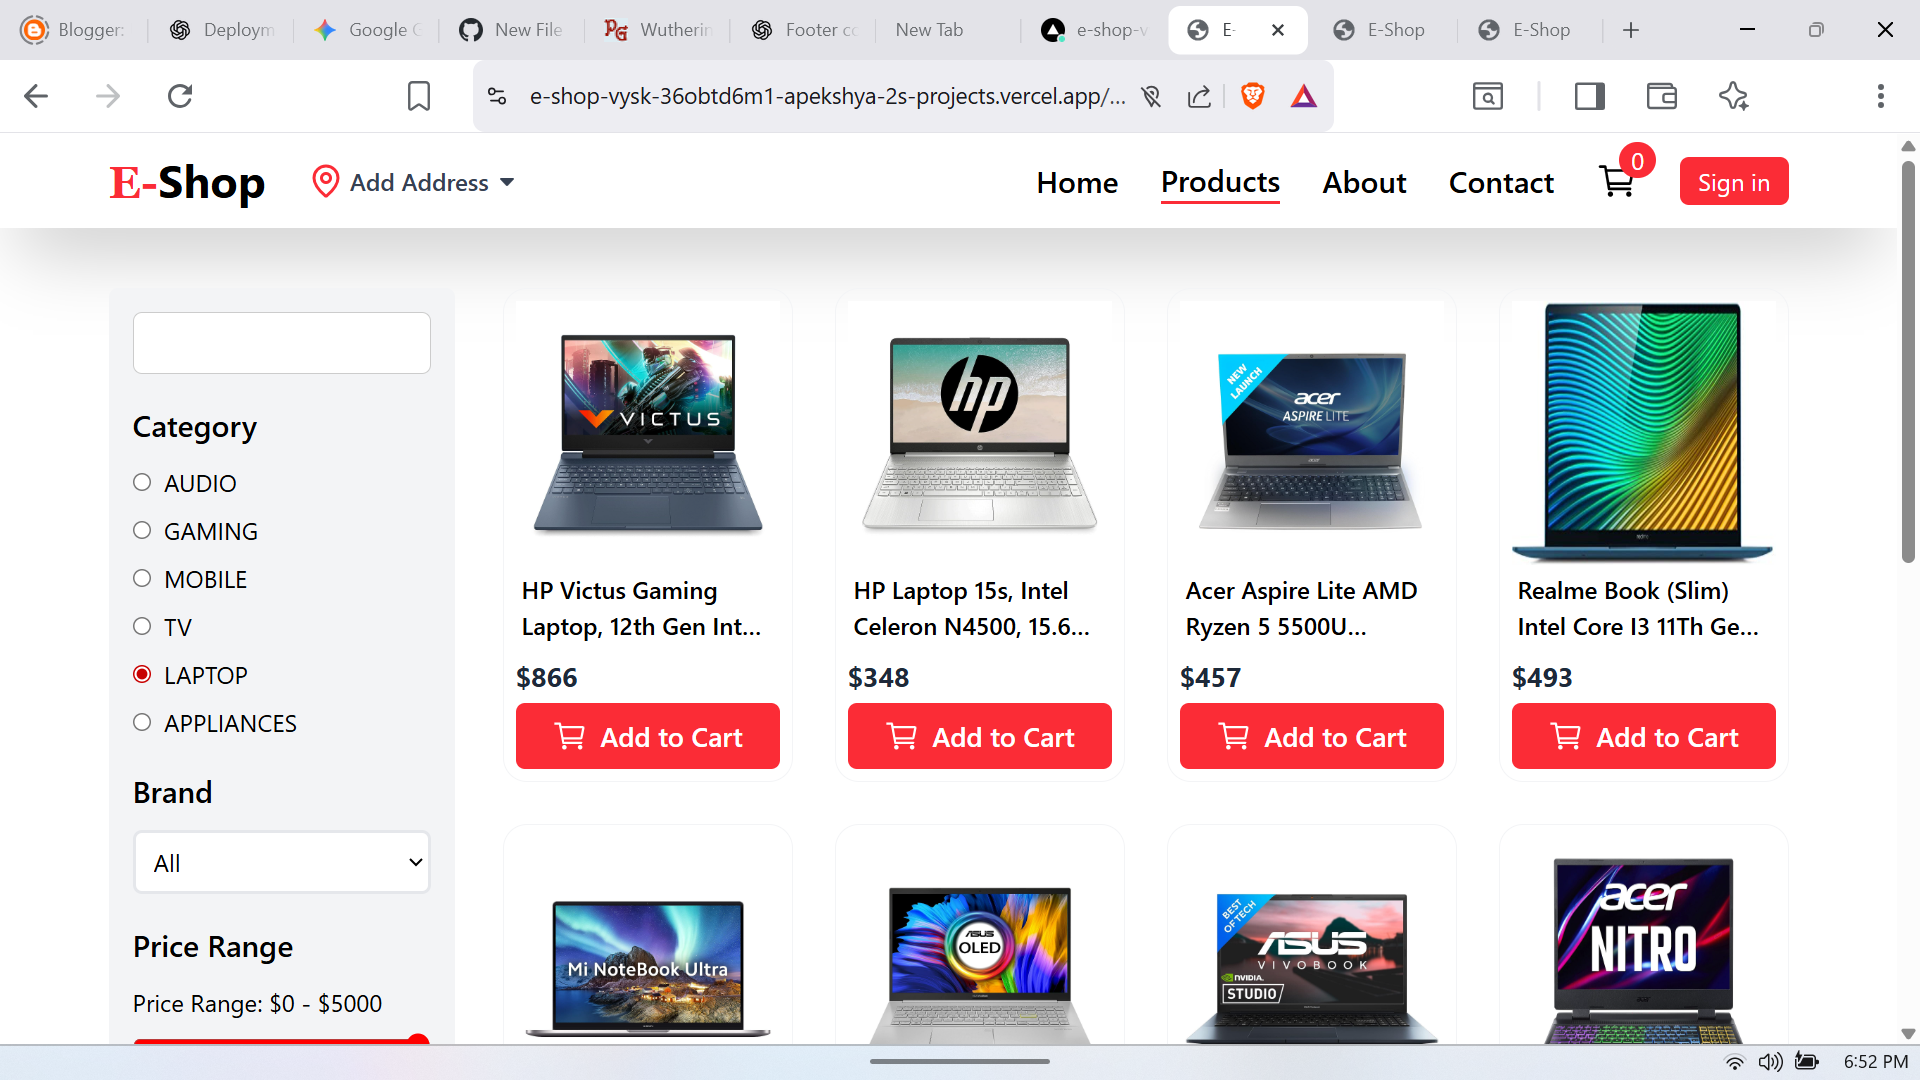 Blogger:
Deploym
Google G
New File
Wutherin
Footer co
New Tab
e-shop-v
E-
E-Shop
E-Shop
e-shop-vysk-36obtd6m1-apekshya-2s-projects.vercel.app/...
E-Shop
Add Address
Home
Products
About
Contact
0
Sign in
Category
AUDIO
GAMING
MOBILE
TV
LAPTOP
APPLIANCES
Brand
All
Price Range
Price Range: $0 - $5000
VICTUS
HP Victus Gaming
Laptop, 12th Gen Int...
$866
Add to Cart
hp
HP Laptop 15s, Intel
Celeron N4500, 15.6...
$348
Add to Cart
NEW
LAUNCH
acer
ASPIRE LITE
Acer Aspire Lite AMD
Ryzen 5 5500U...
$457
Add to Cart
Realme Book (Slim)
Intel Core I3 11Th Ge...
$493
Add to Cart
Mi NoteBook Ultra
ASUS
OLED
BEST
OF TECH
ASUS
VIVOBOOK
NVIDIA.
STUDIO
acer
NITRO
6:52 PM